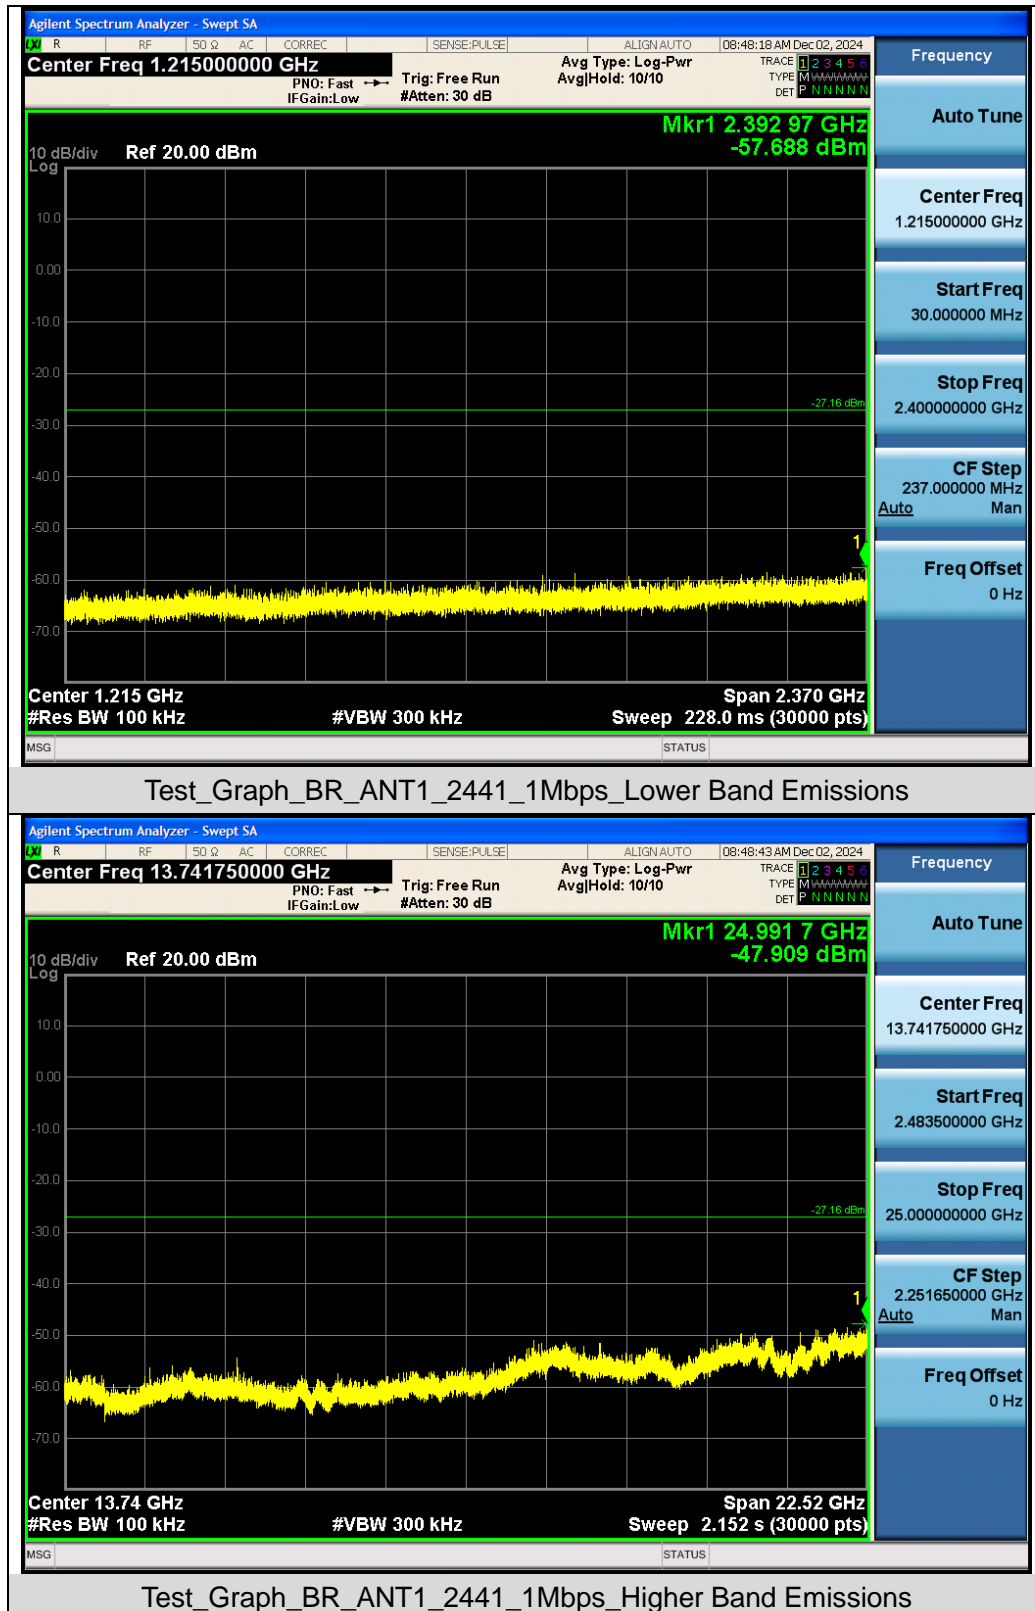 Agilent Spectrum Analyzer - Swept SA
LXI R RF 50 Ω AC CORREC SENSE:PULSE ALIGN AUTO 08:48:18 AM Dec 02, 2024
Center Freq 1.215000000 GHz
PNO: Fast
IFGain:Low
Trig: Free Run
#Atten: 30 dB
Avg Type: Log-Pwr
Avg|Hold: 10/10
TRACE 1 2 3 4 5 6
TYPE M WWWWW
DET P N N N N N
Mkr1 2.392 97 GHz
-57.688 dBm
10 dB/div Ref 20.00 dBm
Log
10.0
0.00
-10.0
-20.0
-27.16 dBm
-30.0
-40.0
-50.0
1
-60.0
-70.0
Center 1.215 GHz Span 2.370 GHz
#Res BW 100 kHz #VBW 300 kHz Sweep 228.0 ms (30000 pts)
MSG STATUS
Frequency
Auto Tune
Center Freq
1.215000000 GHz
Start Freq
30.000000 MHz
Stop Freq
2.400000000 GHz
CF Step
237.000000 MHz
Auto Man
Freq Offset
0 Hz
Test_Graph_BR_ANT1_2441_1Mbps_Lower Band Emissions
Agilent Spectrum Analyzer - Swept SA
LXI R RF 50 Ω AC CORREC SENSE:PULSE ALIGN AUTO 08:48:43 AM Dec 02, 2024
Center Freq 13.741750000 GHz
PNO: Fast
IFGain:Low
Trig: Free Run
#Atten: 30 dB
Avg Type: Log-Pwr
Avg|Hold: 10/10
TRACE 1 2 3 4 5 6
TYPE M WWWWW
DET P N N N N N
Mkr1 24.991 7 GHz
-47.909 dBm
10 dB/div Ref 20.00 dBm
Log
10.0
0.00
-10.0
-20.0
-27.16 dBm
-30.0
-40.0
1
-50.0
-60.0
-70.0
Center 13.74 GHz Span 22.52 GHz
#Res BW 100 kHz #VBW 300 kHz Sweep 2.152 s (30000 pts)
MSG STATUS
Frequency
Auto Tune
Center Freq
13.741750000 GHz
Start Freq
2.483500000 GHz
Stop Freq
25.000000000 GHz
CF Step
2.251650000 GHz
Auto Man
Freq Offset
0 Hz
Test_Graph_BR_ANT1_2441_1Mbps_Higher Band Emissions